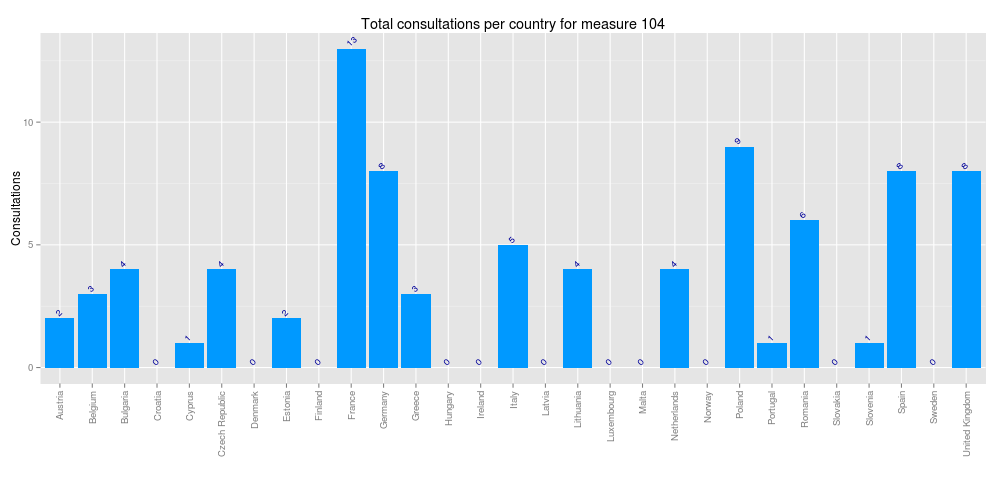 Total consultations per country for measure 104
Consultations
10
5
0
2
3
4
0
1
4
0
2
0
13
8
3
0
0
5
0
4
0
0
4
0
9
1
6
0
1
8
0
8
Austria
Belgium
Bulgaria
Croatia
Cyprus
Czech Republic
Denmark
Estonia
Finland
France
Germany
Greece
Hungary
Ireland
Italy
Latvia
Lithuania
Luxembourg
Malta
Netherlands
Norway
Poland
Portugal
Romania
Slovakia
Slovenia
Spain
Sweden
United Kingdom